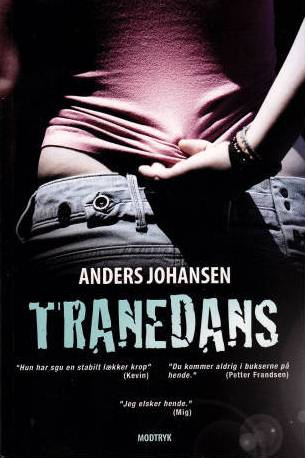 ANDERS JOHANSEN
TRANEDANS
"Hun har sgu en stabilt lækker krop"
(Kevin)
"Du kommer aldrig i bukserne på
hende."
(Petter Frandsen)
"Jeg elsker hende."
(Mig)
MODTRYK